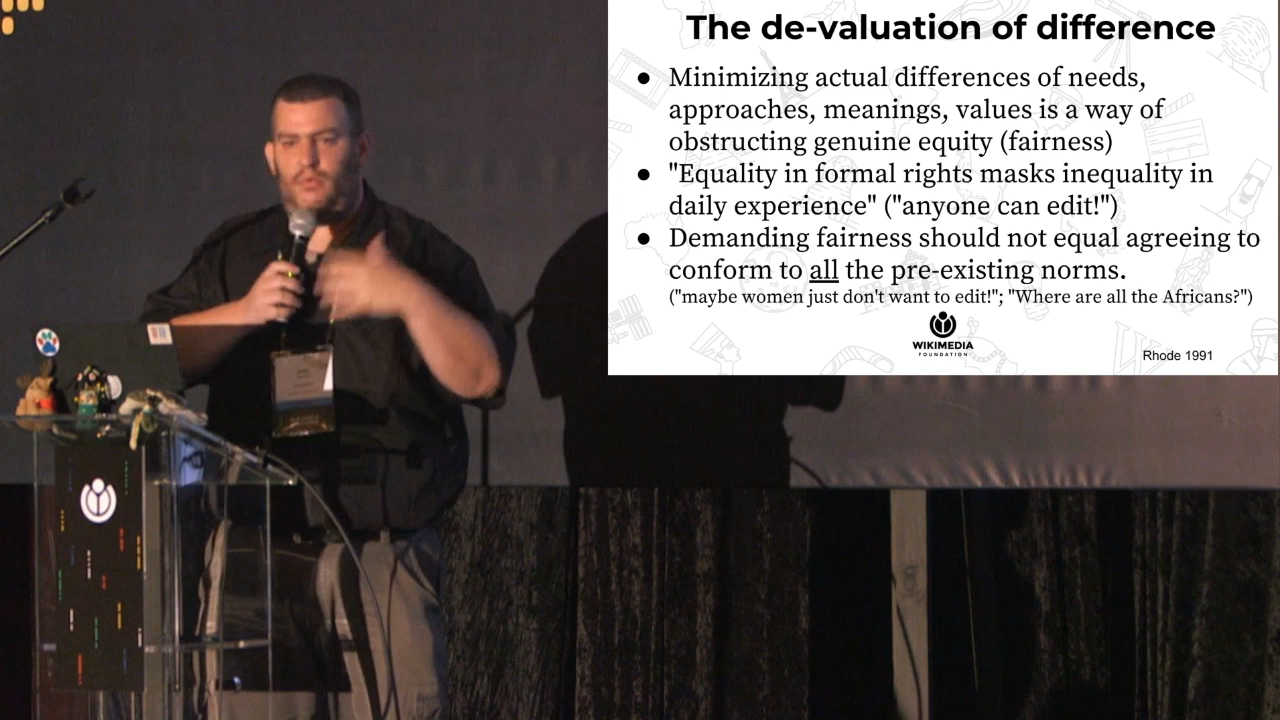 The de-valuation of difference
● Minimizing actual differences of needs,
approaches, meanings, values is a way of
obstructing genuine equity (fairness)
● "Equality in formal rights masks inequality in
daily experience" ("anyone can edit!")
● Demanding fairness should not equal agreeing to
conform to all the pre-existing norms.
("maybe women just don't want to edit!"; "Where are all the Africans?")
WIKIMEDIA
FOUNDATION
Rhode 1991